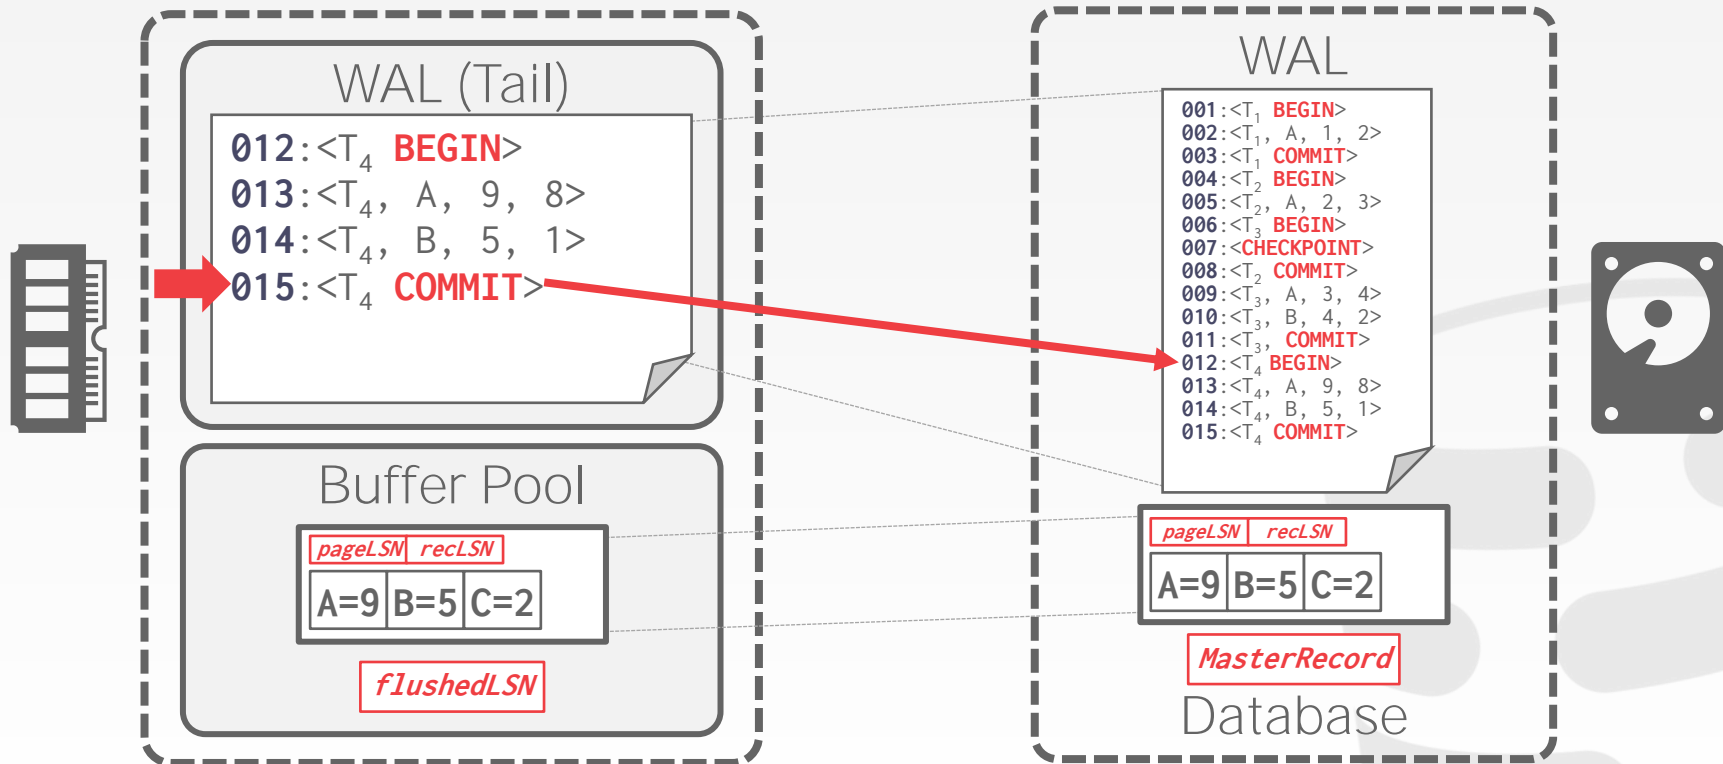 WAL (Tail)
012:<T4 BEGIN>
013:<T4, A, 9, 8>
014:<T4, B, 5, 1>
015:<T4 COMMIT>
Buffer Pool
pageLSN recLSN
A=9 B=5 C=2
flushedLSN
WAL
001:<T1 BEGIN>
002:<T1, A, 1, 2>
003:<T1 COMMIT>
004:<T2 BEGIN>
005:<T2, A, 2, 3>
006:<T3 BEGIN>
007:<CHECKPOINT>
008:<T2 COMMIT>
009:<T3, A, 3, 4>
010:<T3, B, 4, 2>
011:<T3, COMMIT>
012:<T4 BEGIN>
013:<T4, A, 9, 8>
014:<T4, B, 5, 1>
015:<T4 COMMIT>
pageLSN recLSN
A=9 B=5 C=2
MasterRecord
Database